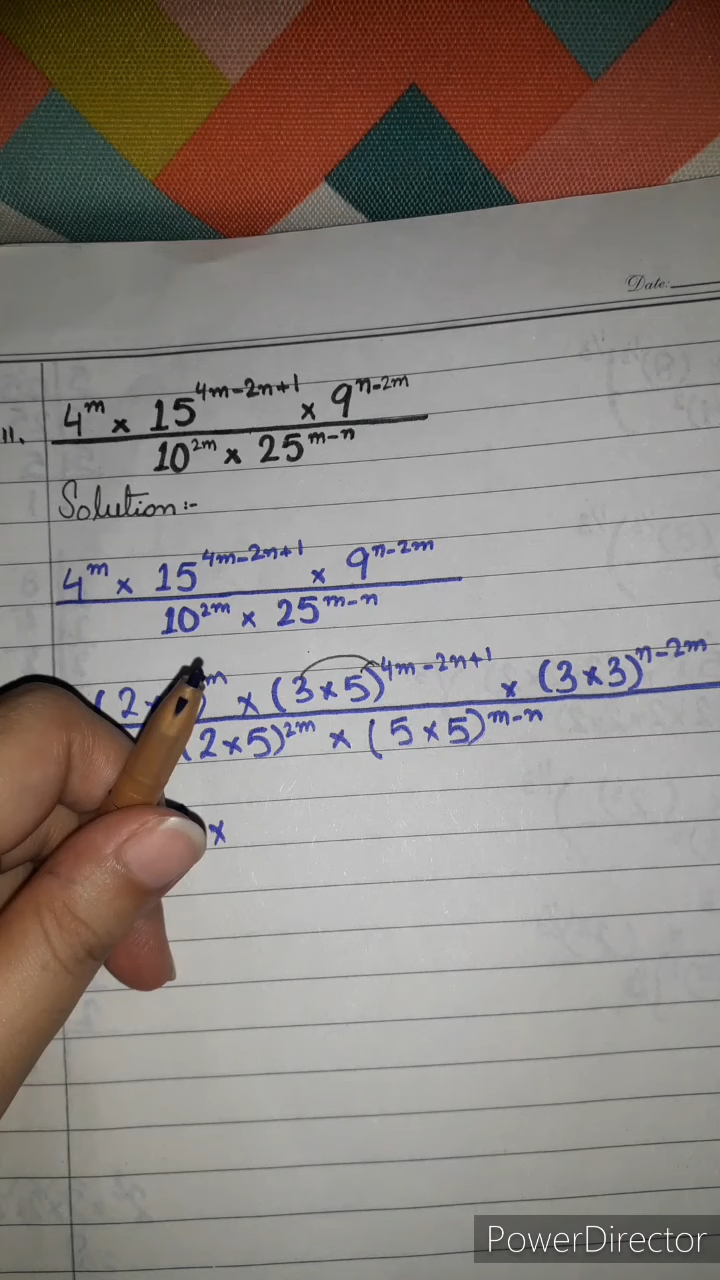 Date:
11. 4^m × 15^{4m-2n+1} × 9^{n-2m}
10^{2m} × 25^{m-n}
Solution:-
4^m × 15^{4m-2n+1} × 9^{n-2m}
10^{2m} × 25^{m-n}
(2× )^m × (3×5)^{4m-2n+1} × (3×3)^{n-2m}
2×5)^{2m} × (5×5)^{m-n}
×
PowerDirector